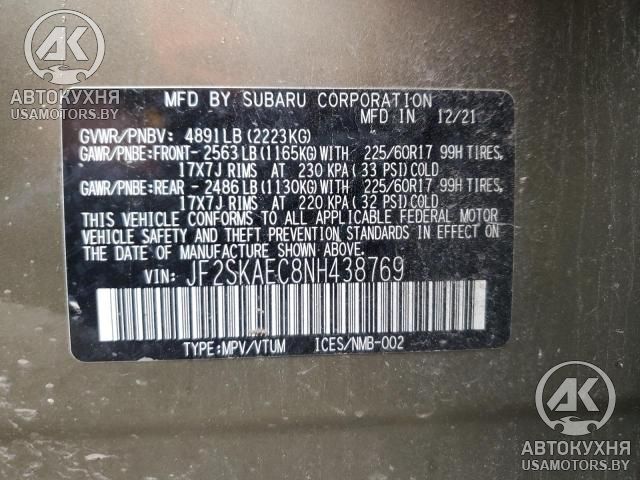 АК
АВТОКУХНЯ
USAMOTORS.BY
MFD BY SUBARU CORPORATION
MFD IN 12/21
GVWR/PNBV: 4891LB(2223KG)
GAWR/PNBE:FRONT-2563LB(1165KG)WITH 225/60R17 99H TIRES,
17X7J RIMS AT 230 KPA(33 PSI)COLD
GAWR/PNBE:REAR -2486LB(1130KG)WITH 225/60R17 99H TIRES,
17X7J RIMS AT 220 KPA(32 PSI)COLD
THIS VEHICLE CONFORMS TO ALL APPLICABLE FEDERAL MOTOR
VEHICLE SAFETY AND THEFT PREVENTION STANDARDS IN EFFECT ON
THE DATE OF MANUFACTURE SHOWN ABOVE.
VIN: JF2SKAEC8NH438769
TYPE:MPV/VTUM ICES/NMB-002
АК
АВТОКУХНЯ
USAMOTORS.BY